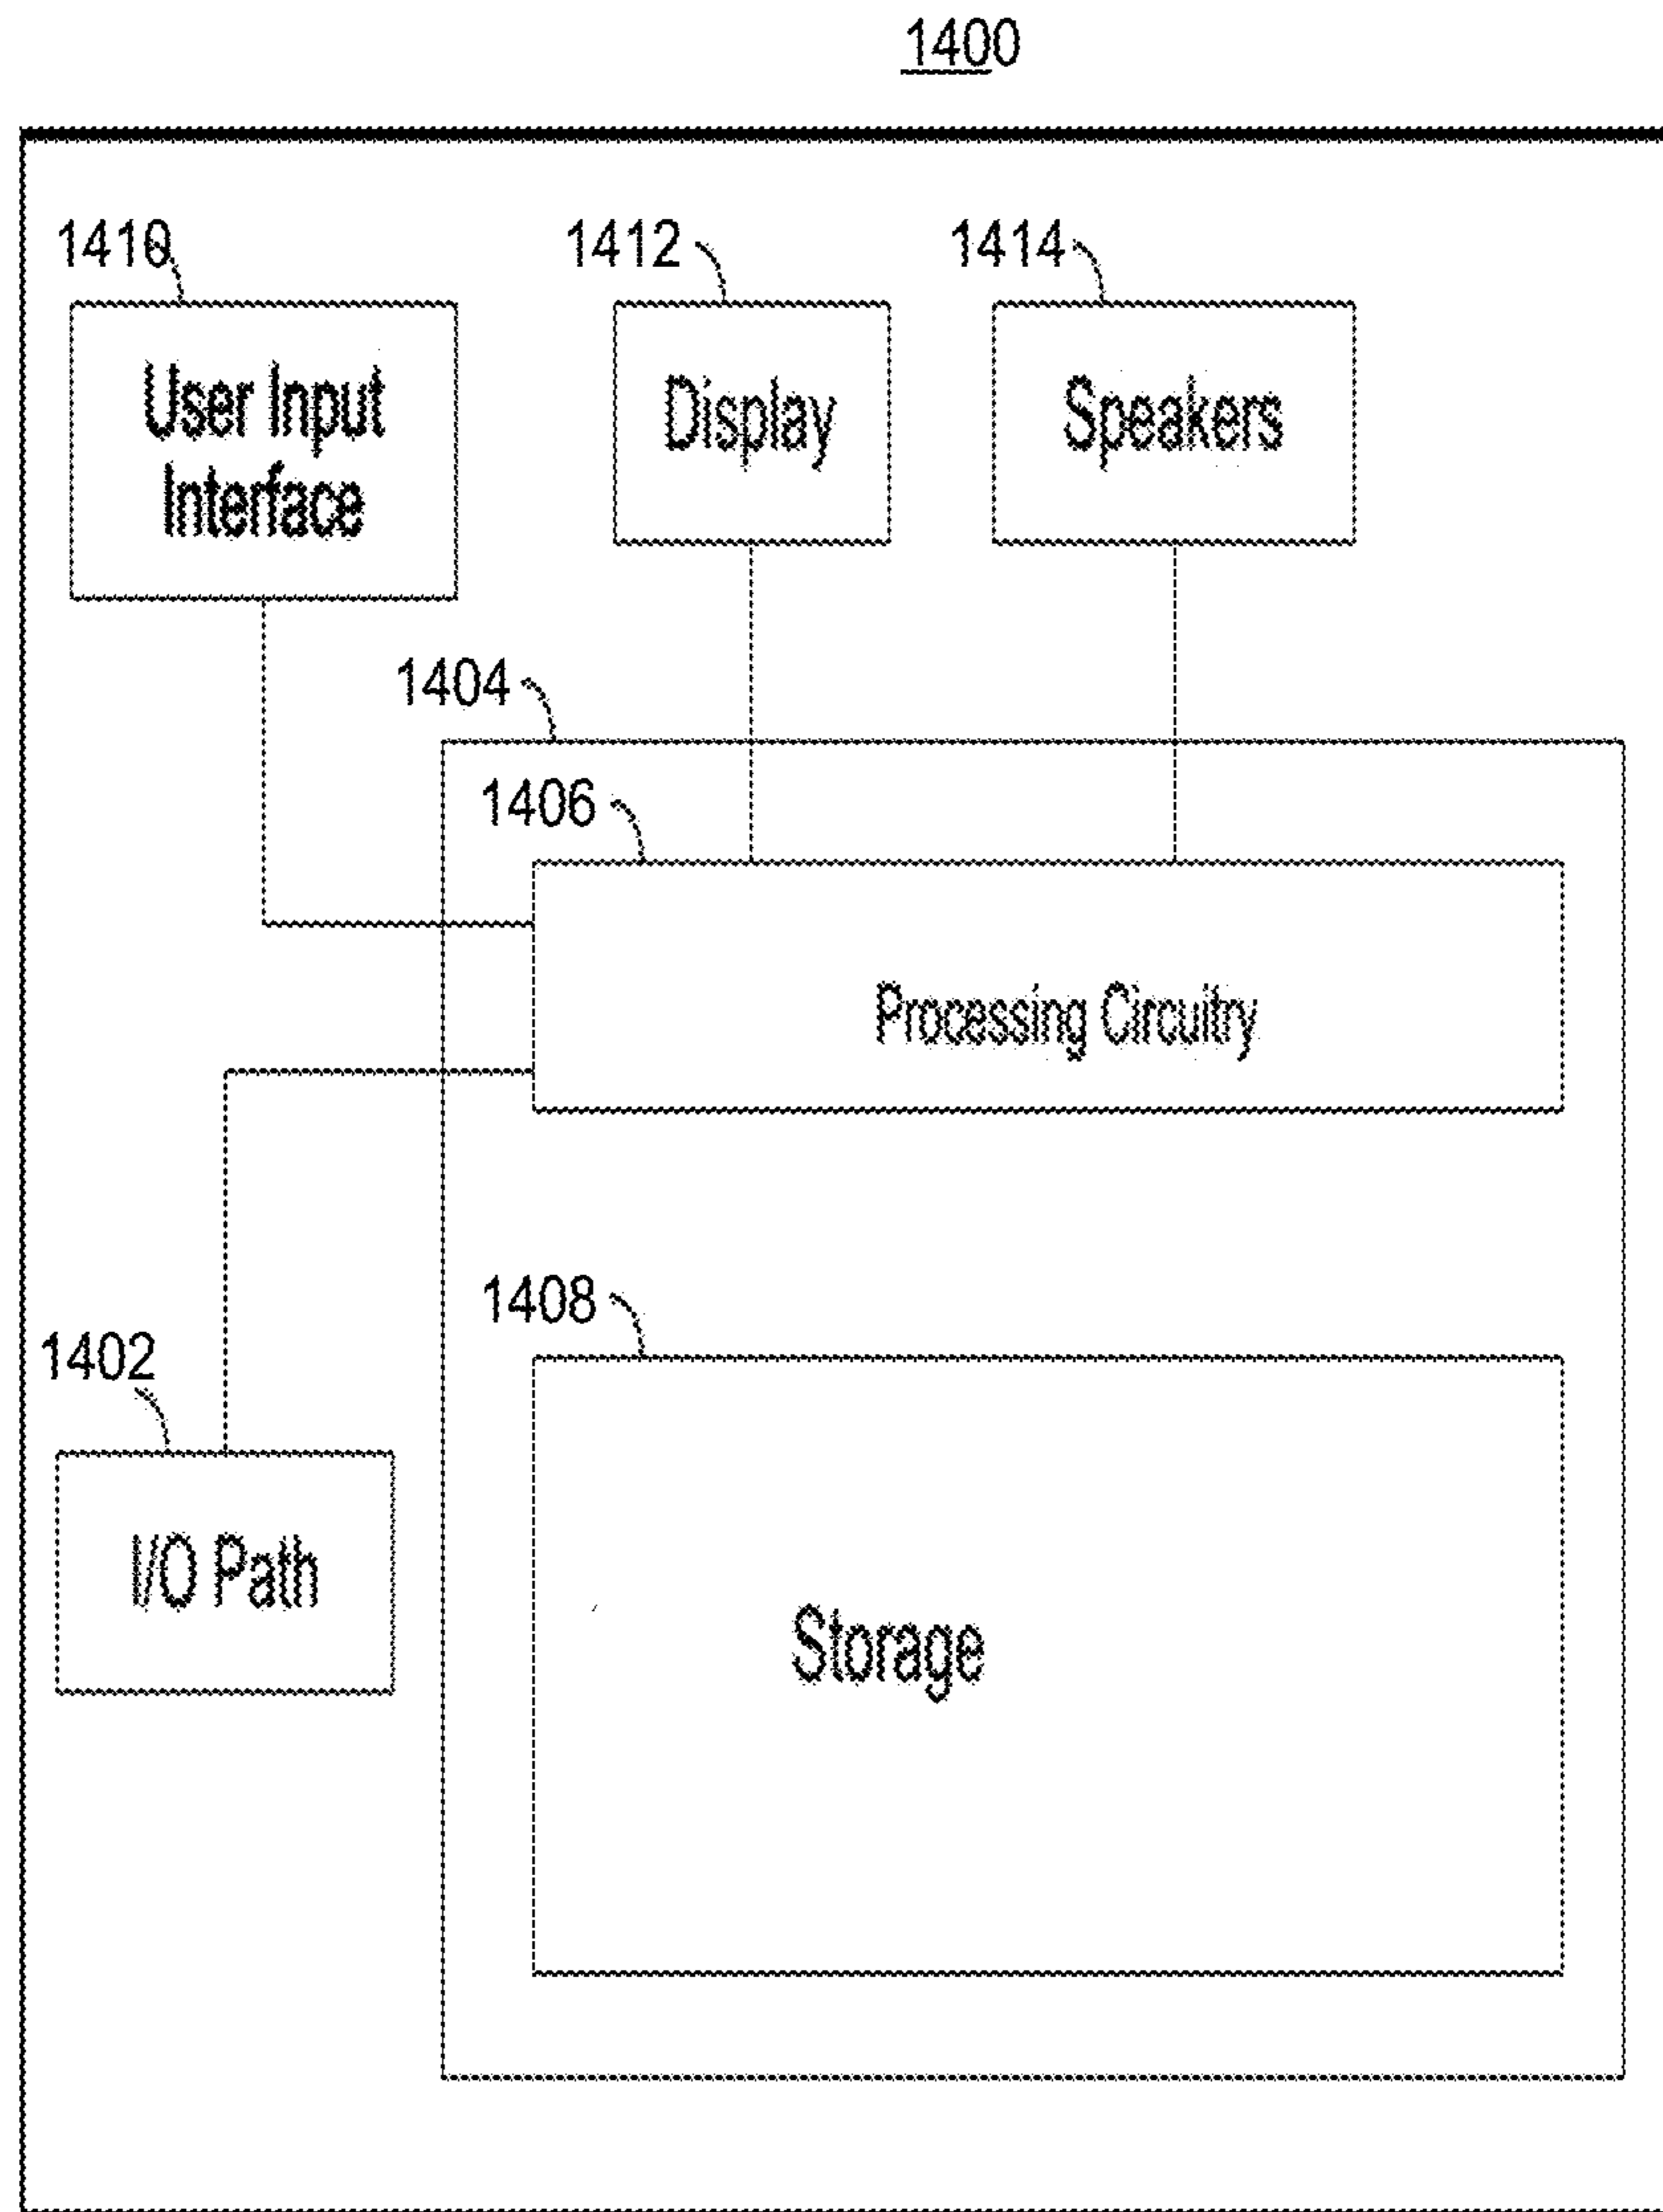 1400
1410
1412
1414
User Input
Interface
Display
Speakers
1404
1406
Processing Circuitry
1408
1402
I/O Path
Storage